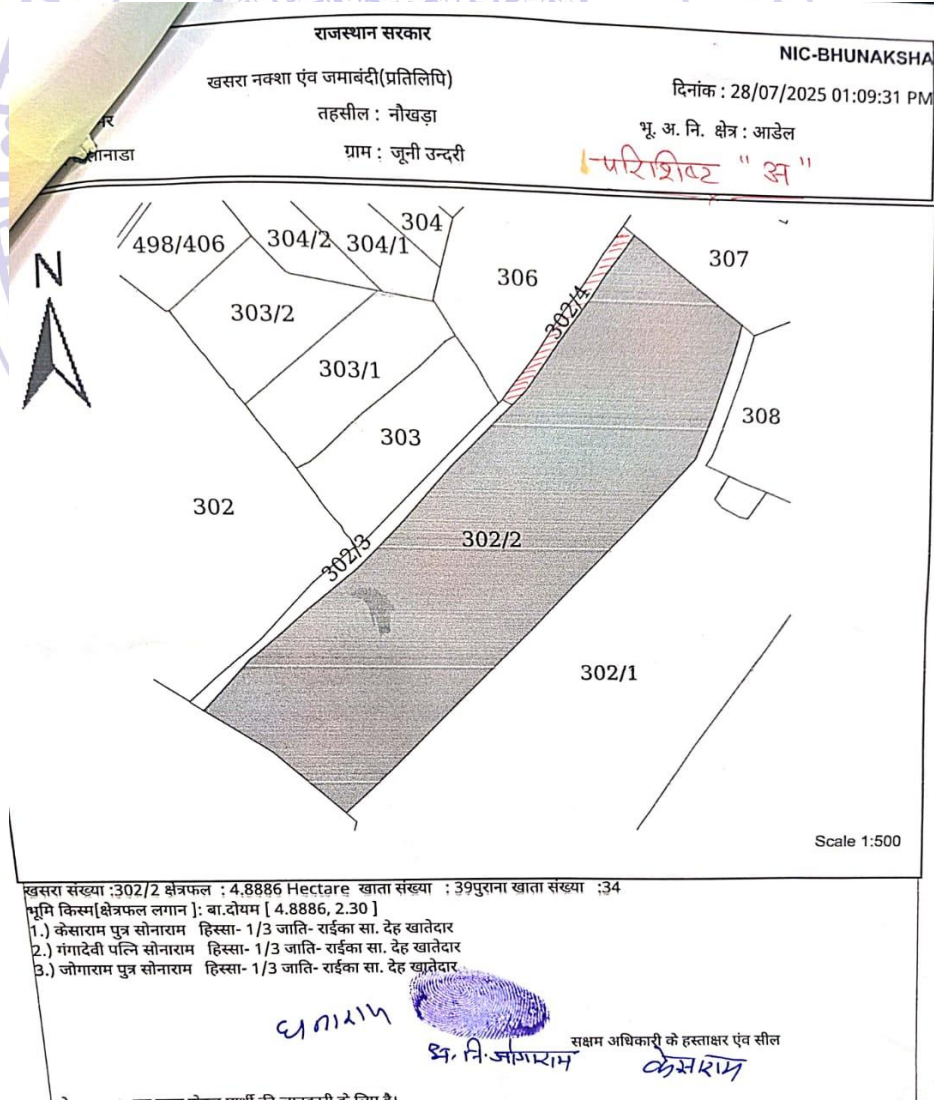 राजस्थान सरकार
NIC-BHUNAKSHA
खसरा नक्शा एंव जमाबंदी(प्रतिलिपि)
दिनांक : 28/07/2025 01:09:31 PM
तहसील : नौखड़ा
भू. अ. नि. क्षेत्र : आडेल
ग्राम : जूनी उन्दरी
परिशिष्ट " अ "
N
498/406
304/2
304/1
304
306
307
303/2
302/4
303/1
303
308
302
302/2
302/3
302/1
Scale 1:500
खसरा संख्या :302/2 क्षेत्रफल : 4.8886 Hectare खाता संख्या : 39पुराना खाता संख्या :34
भूमि किस्म[क्षेत्रफल लगान ]: बा.दोयम [ 4.8886, 2.30 ]
1.) केसाराम पुत्र सोनाराम हिस्सा- 1/3 जाति- राईका सा. देह खातेदार
2.) गंगादेवी पत्नि सोनाराम हिस्सा- 1/3 जाति- राईका सा. देह खातेदार
3.) जोगाराम पुत्र सोनाराम हिस्सा- 1/3 जाति- राईका सा. देह खातेदार
सक्षम अधिकारी के हस्ताक्षर एंव सील
जोगाराम
केसाराम